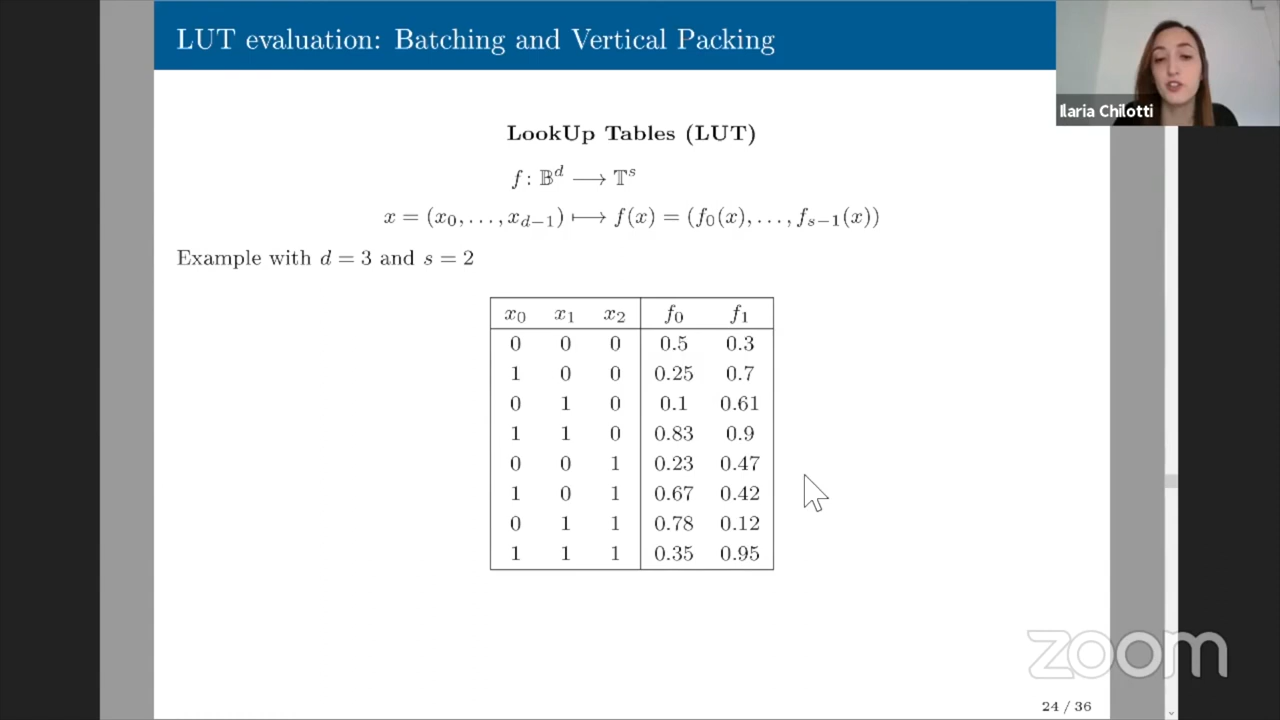 LUT evaluation: Batching and Vertical Packing
Ilaria Chilotti
LookUp Tables (LUT)
f : 𝔹^d ⟶ 𝕋^s
x = (x_0, …, x_{d−1}) ⟼ f(x) = (f_0(x), …, f_{s−1}(x))
Example with d = 3 and s = 2
x_0 x_1 x_2 f_0 f_1
0 0 0 0.5 0.3
1 0 0 0.25 0.7
0 1 0 0.1 0.61
1 1 0 0.83 0.9
0 0 1 0.23 0.47
1 0 1 0.67 0.42
0 1 1 0.78 0.12
1 1 1 0.35 0.95
zoom
24 / 36